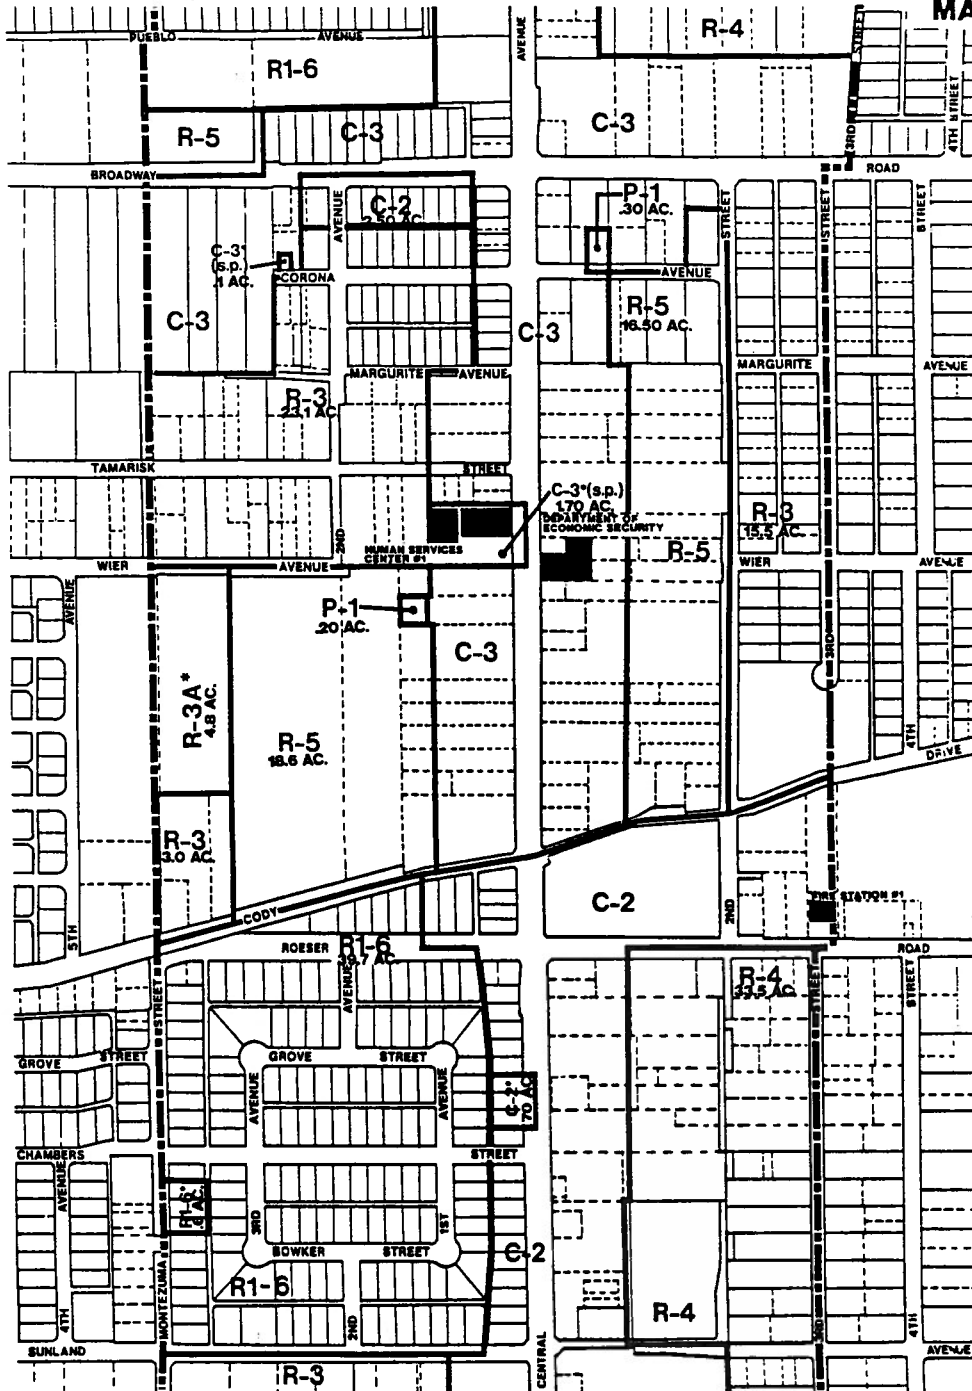 MA
PUEBLO AVENUE
AVENUE
R-4
STREET
R1-6
4TH STREET
R-5
C-3
C-3
3RD
BROADWAY
ROAD
AVENUE
C-2
2.50 AC.
P-1
.30 AC.
STREET
STREET
STREET
C-3*
(s.p.)
.1 AC.
CORONA
AVENUE
C-3
C-3
R-5
16.50 AC.
MARGURITE AVENUE
MARGURITE
AVENUE
R-3
23.1 AC
TAMARISK
STREET
C-3*(s.p.)
1.70 AC.
DEPARTMENT OF
ECONOMIC SECURITY
R-3
15.5 AC.
2ND
HUMAN SERVICES
CENTER #1
R-5
WIER
AVENUE
WIER
AVENUE
AVENUE
P-1
.20 AC.
C-3
3RD
R-3A*
4.8 AC.
R-5
18.6 AC.
4TH
DRIVE
R-3
3.0 AC.
C-2
2ND
FIRE STATION #1
CODY
5TH
ROESER
R1-6
ROAD
AVENUE
R-4
33.5 AC.
STREET
STREET
STREET
GROVE
STREET
GROVE
STREET
AVENUE
AVENUE
C-2*
.70 AC.
CHAMBERS
STREET
AVENUE
R1-6*
3RD
1ST
BOWKER
STREET
C-2
R1-6
R-4
4TH
MONTEZUMA
2ND
3RD
4TH
SUNLAND
CENTRAL
AVENUE
R-3